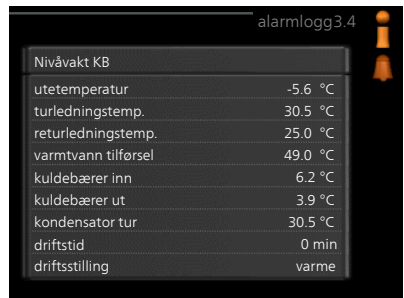 alarmlogg3.4
Nivåvakt KB
utetemperatur -5.6 °C
turledningstemp. 30.5 °C
returledningstemp. 25.0 °C
varmtvann tilførsel 49.0 °C
kuldebærer inn 6.2 °C
kuldebærer ut 3.9 °C
kondensator tur 30.5 °C
driftstid 0 min
driftsstilling varme